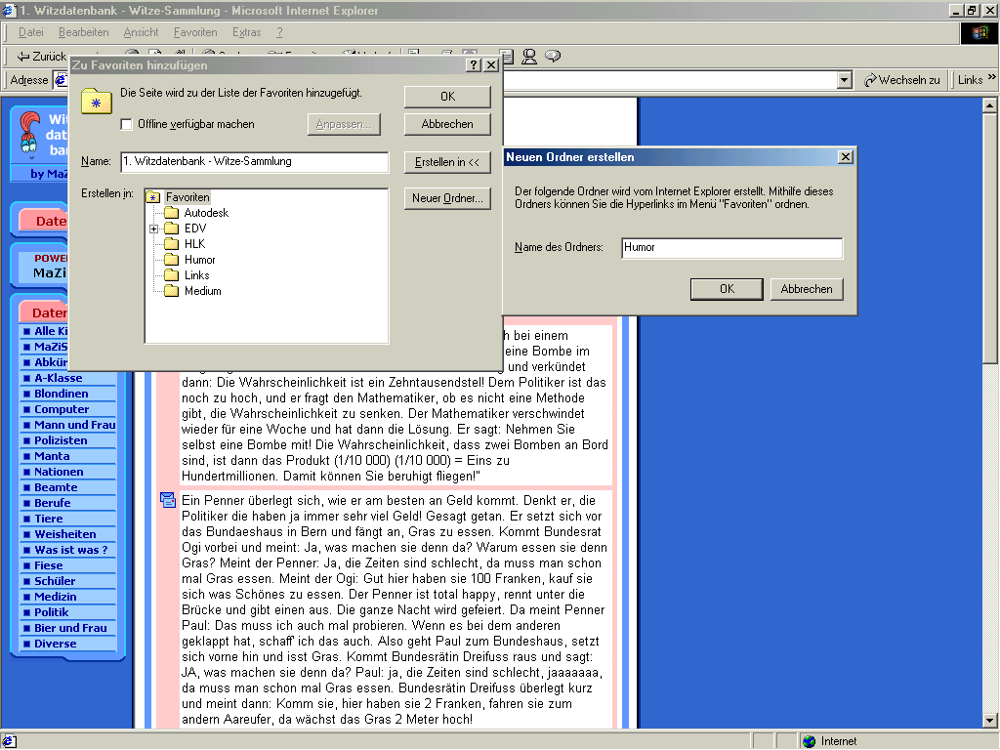 1. Witzdatenbank - Witze-Sammlung - Microsoft Internet Explorer
Datei Bearbeiten Ansicht Favoriten Extras ?
Zurück
Adresse
Wechseln zu
Links »
Zu Favoriten hinzufügen
Die Seite wird zu der Liste der Favoriten hinzugefügt.
Offline verfügbar machen
Anpassen...
OK
Abbrechen
Name:
1. Witzdatenbank - Witze-Sammlung
Erstellen in <<
Erstellen in:
Neuer Ordner...
Favoriten
Autodesk
EDV
HLK
Humor
Links
Medium
Neuen Ordner erstellen
Der folgende Ordner wird vom Internet Explorer erstellt. Mithilfe dieses
Ordners können Sie die Hyperlinks im Menü "Favoriten" ordnen.
Name des Ordners:
Humor
OK
Abbrechen
by
Alle
A-Klasse
Blondinen
Computer
Mann und Frau
Polizisten
Manta
Nationen
Beamte
Berufe
Tiere
Weisheiten
Was ist was ?
Fiese
Schüler
Medizin
Politik
Bier und Frau
Diverse
bei einem
eine Bombe im
und verkündet
dann: Die Wahrscheinlichkeit ist ein Zehntausendstel! Dem Politiker ist das
noch zu hoch, und er fragt den Mathematiker, ob es nicht eine Methode
gibt, die Wahrscheinlichkeit zu senken. Der Mathematiker verschwindet
wieder für eine Woche und hat dann die Lösung. Er sagt: Nehmen Sie
selbst eine Bombe mit! Die Wahrscheinlichkeit, dass zwei Bomben an Bord
sind, ist dann das Produkt (1/10 000) (1/10 000) = Eins zu
Hundertmillionen. Damit können Sie beruhigt fliegen!"
Ein Penner überlegt sich, wie er am besten an Geld kommt. Denkt er, die
Politiker die haben ja immer sehr viel Geld! Gesagt getan. Er setzt sich vor
das Bundaeshaus in Bern und fängt an, Gras zu essen. Kommt Bundesrat
Ogi vorbei und meint: Ja, was machen sie denn da? Warum essen sie denn
Gras? Meint der Penner: Ja, die Zeiten sind schlecht, da muss man schon
mal Gras essen. Meint der Ogi: Gut hier haben sie 100 Franken, kauf sie
sich was Schönes zu essen. Der Penner ist total happy, rennt unter die
Brücke und gibt einen aus. Die ganze Nacht wird gefeiert. Da meint Penner
Paul: Das muss ich auch mal probieren. Wenn es bei dem anderen
geklappt hat, schaff' ich das auch. Also geht Paul zum Bundeshaus, setzt
sich vorne hin und isst Gras. Kommt Bundesrätin Dreifuss raus und sagt:
JA, was machen sie denn da? Paul: ja, die Zeiten sind schlecht, jaaaaaaa,
da muss man schon mal Gras essen. Bundesrätin Dreifuss überlegt kurz
und meint dann: Komm sie, hier haben sie 2 Franken, fahren sie zum
andern Aareufer, da wächst das Gras 2 Meter hoch!
Internet